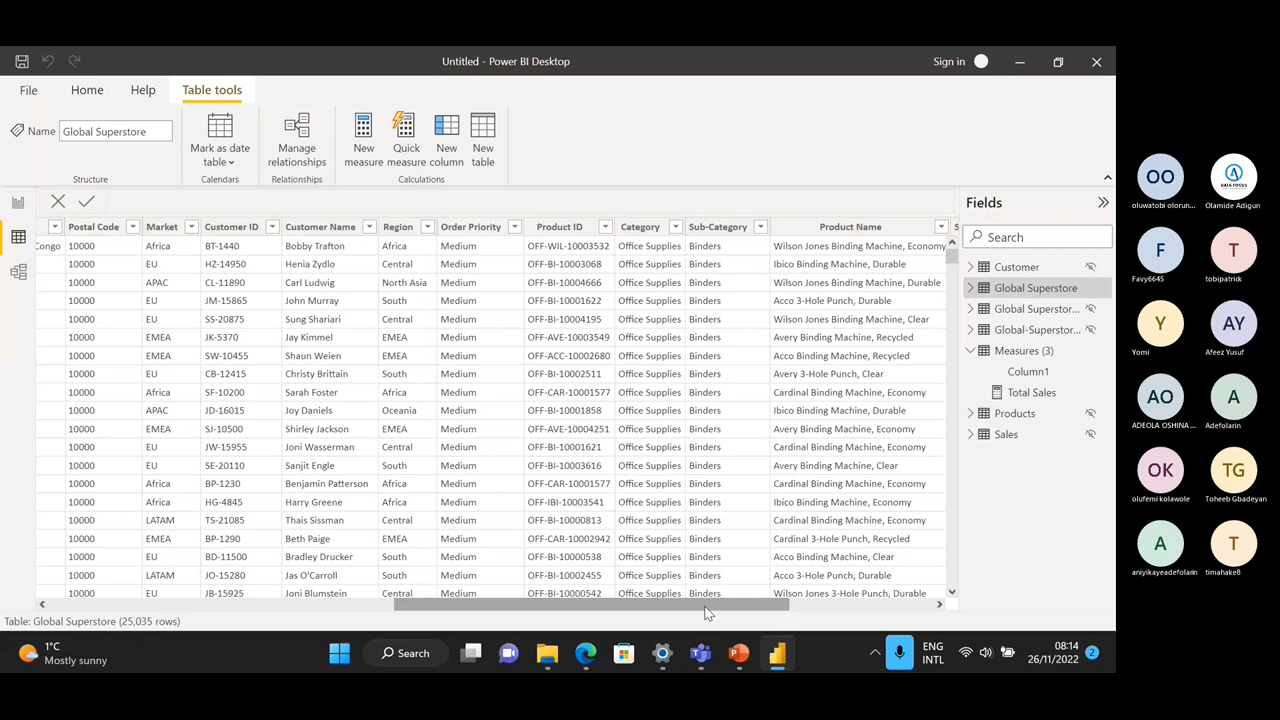 Untitled - Power BI Desktop
Sign in
File Home Help Table tools
Name Global Superstore
Mark as date table
Manage relationships
New measure
Quick measure
New column
New table
Structure Calendars Relationships Calculations
Postal Code Market Customer ID Customer Name Region Order Priority Product ID Category Sub-Category Product Name S
Congo 10000 Africa BT-1440 Bobby Trafton Africa Medium OFF-WIL-10003532 Office Supplies Binders Wilson Jones Binding Machine, Economy
10000 EU HZ-14950 Henia Zydlo Central Medium OFF-BI-10003068 Office Supplies Binders Ibico Binding Machine, Durable
10000 APAC CL-11890 Carl Ludwig North Asia Medium OFF-BI-10004666 Office Supplies Binders Wilson Jones Binding Machine, Durable
10000 EU JM-15865 John Murray South Medium OFF-BI-10001622 Office Supplies Binders Acco 3-Hole Punch, Durable
10000 EU SS-20875 Sung Shariari Central Medium OFF-BI-10004195 Office Supplies Binders Wilson Jones Binding Machine, Clear
10000 EMEA JK-5370 Jay Kimmel EMEA Medium OFF-AVE-10003549 Office Supplies Binders Avery Binding Machine, Recycled
10000 EMEA SW-10455 Shaun Weien EMEA Medium OFF-ACC-10002680 Office Supplies Binders Acco Binding Machine, Recycled
10000 EU CB-12415 Christy Brittain South Medium OFF-BI-10002511 Office Supplies Binders Avery 3-Hole Punch, Clear
10000 Africa SF-10200 Sarah Foster Africa Medium OFF-CAR-10001577 Office Supplies Binders Cardinal Binding Machine, Economy
10000 APAC JD-16015 Joy Daniels Oceania Medium OFF-BI-10001858 Office Supplies Binders Ibico Binding Machine, Durable
10000 EMEA SJ-10500 Shirley Jackson EMEA Medium OFF-AVE-10004251 Office Supplies Binders Avery Binding Machine, Economy
10000 EU JW-15955 Joni Wasserman Central Medium OFF-BI-10001621 Office Supplies Binders Cardinal Binding Machine, Economy
10000 EU SE-20110 Sanjit Engle South Medium OFF-BI-10003616 Office Supplies Binders Avery Binding Machine, Clear
10000 Africa BP-1230 Benjamin Patterson Africa Medium OFF-CAR-10001577 Office Supplies Binders Cardinal Binding Machine, Economy
10000 Africa HG-4845 Harry Greene Africa Medium OFF-IBI-10003541 Office Supplies Binders Ibico Binding Machine, Economy
10000 LATAM TS-21085 Thais Sissman Central Medium OFF-BI-10000813 Office Supplies Binders Cardinal Binding Machine, Economy
10000 EMEA BP-1290 Beth Paige EMEA Medium OFF-CAR-10002942 Office Supplies Binders Cardinal 3-Hole Punch, Recycled
10000 EU BD-11500 Bradley Drucker South Medium OFF-BI-10000538 Office Supplies Binders Acco Binding Machine, Clear
10000 LATAM JO-15280 Jas O'Carroll South Medium OFF-BI-10002455 Office Supplies Binders Acco 3-Hole Punch, Durable
10000 EU JB-15925 Joni Blumstein Central Medium OFF-BI-10000542 Office Supplies Binders Wilson Jones 3-Hole Punch, Durable
Table: Global Superstore (25,035 rows)
Fields
Search
Customer
Global Superstore
Global Superstor...
Global-Superstor...
Measures (3)
Column1
Total Sales
Products
Sales
1°C
Mostly sunny
Search
ENG
INTL
08:14
26/11/2022
2
OO
oluwatobi olorun...
DATA FOCUS
Olamide Adigun
F
Favy6645
T
tobipatrick
Y
Yomi
AY
Afeez Yusuf
AO
ADEOLA OSHINA ...
A
Adefolarin
OK
olufemi kolawole
TG
Toheeb Gbadeyan
A
aniyikayeadefolarin
T
timahake8